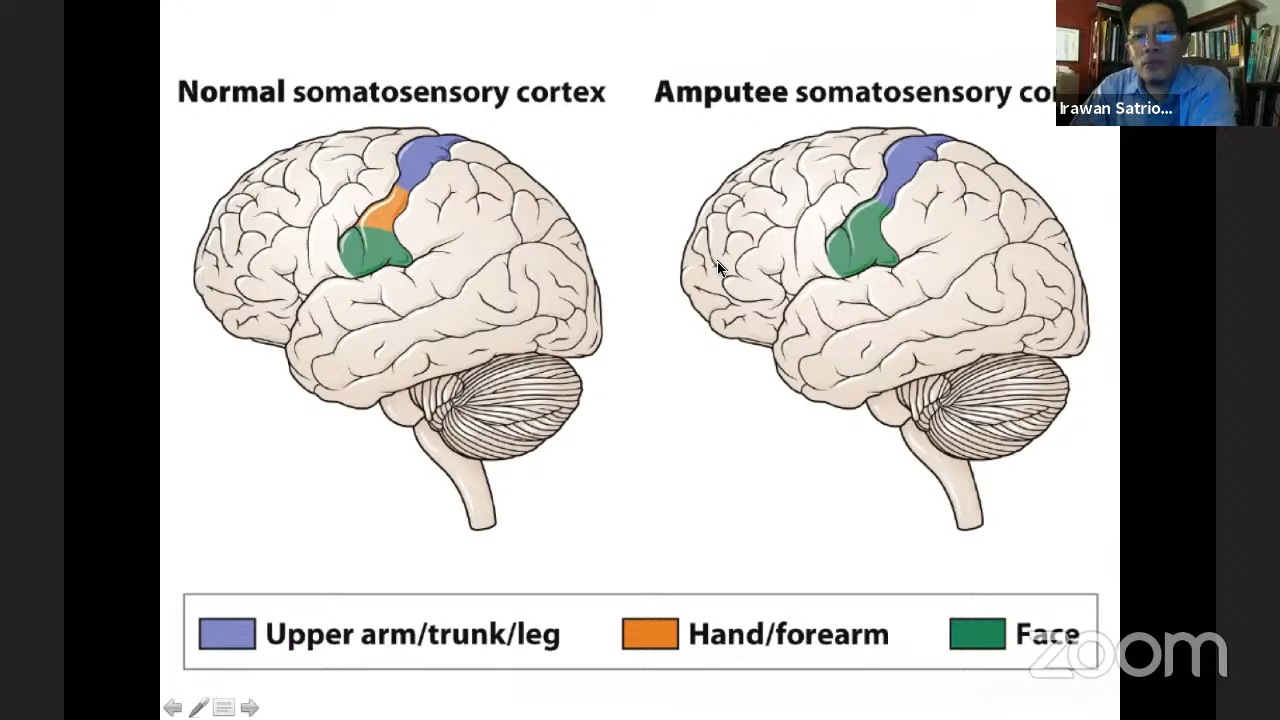 Normal somatosensory cortex
Amputee somatosensory co
Irawan Satrio...
Upper arm/trunk/leg
Hand/forearm
Face
zoom